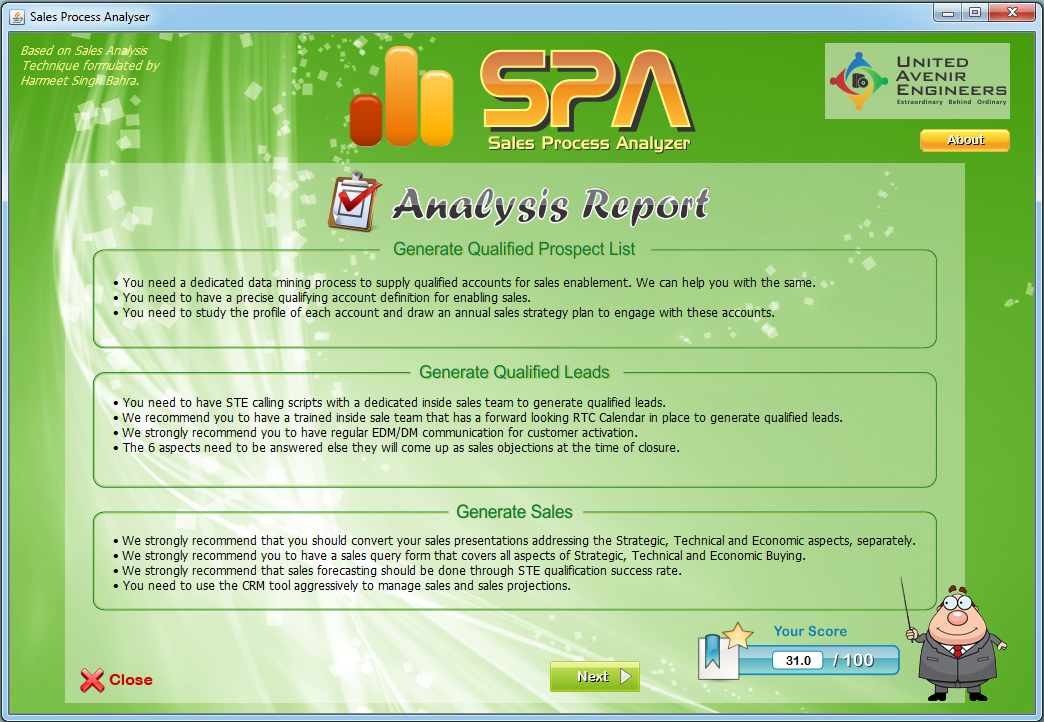 Sales Process Analyser
Based on Sales Analysis
Technique formulated by
Harmeet Singh Bahra.
SPA
Sales Process Analyzer
UNITED
AVENIR
ENGINEERS
Extraordinary Behind Ordinary
About
Analysis Report
Generate Qualified Prospect List
• You need a dedicated data mining process to supply qualified accounts for sales enablement. We can help you with the same.
• You need to have a precise qualifying account definition for enabling sales.
• You need to study the profile of each account and draw an annual sales strategy plan to engage with these accounts.
Generate Qualified Leads
• You need to have STE calling scripts with a dedicated inside sales team to generate qualified leads.
• We recommend you to have a trained inside sale team that has a forward looking RTC Calendar in place to generate qualified leads.
• We strongly recommend you to have regular EDM/DM communication for customer activation.
• The 6 aspects need to be answered else they will come up as sales objections at the time of closure.
Generate Sales
• We strongly recommend that you should convert your sales presentations addressing the Strategic, Technical and Economic aspects, separately.
• We strongly recommend you to have a sales query form that covers all aspects of Strategic, Technical and Economic Buying.
• We strongly recommend that sales forecasting should be done through STE qualification success rate.
• You need to use the CRM tool aggressively to manage sales and sales projections.
Your Score
31.0 / 100
Close
Next